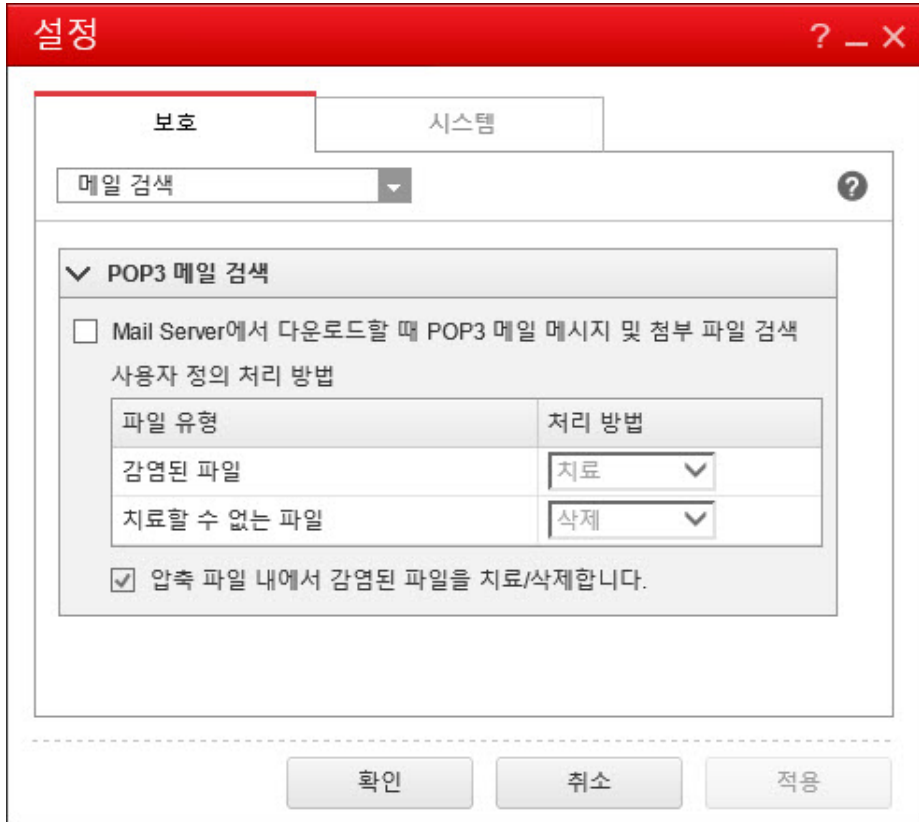 설정
보호 시스템
메일 검색
POP3 메일 검색
Mail Server에서 다운로드할 때 POP3 메일 메시지 및 첨부 파일 검색
사용자 정의 처리 방법
파일 유형 처리 방법
감염된 파일 치료
치료할 수 없는 파일 삭제
압축 파일 내에서 감염된 파일을 치료/삭제합니다.
확인 취소 적용